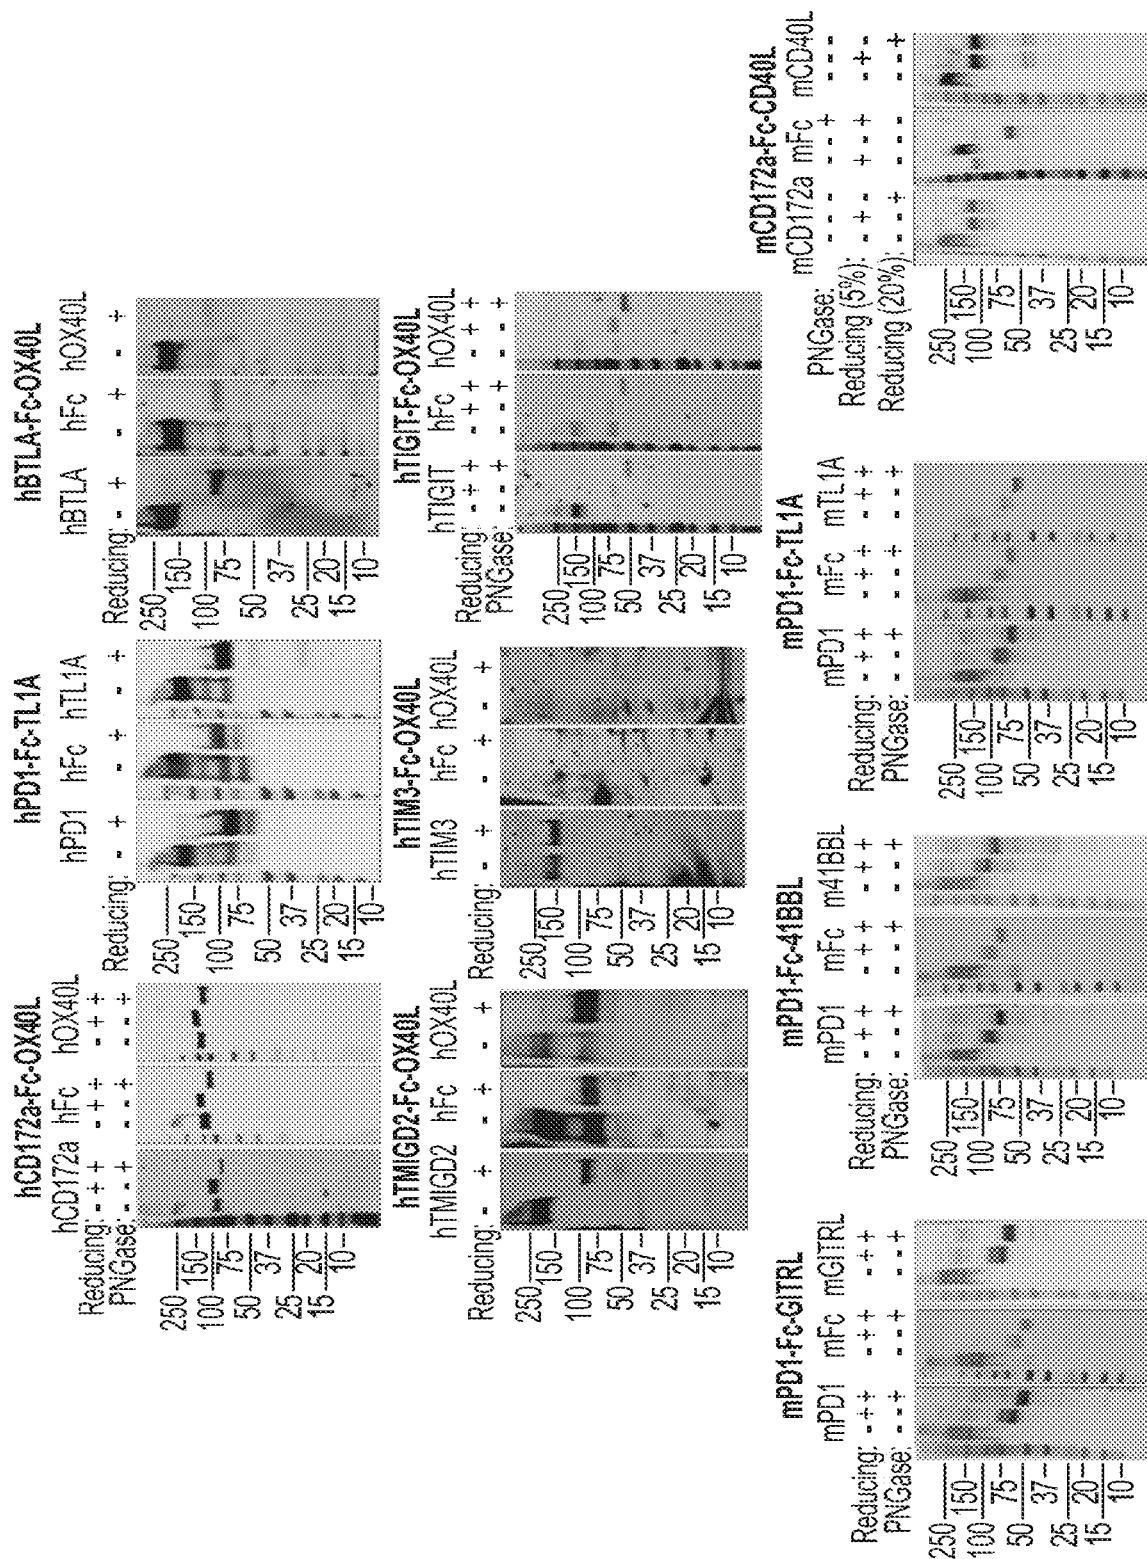 hCD172a-Fc-OX40L
hCD172a hFc hOX40L
Reducing: - + + - + + - + +
PNGase: - - + - - + - - +
250
150
100
75
50
37
25
20
15
10
hPD1-Fc-TL1A
hPD1 hFc hTL1A
Reducing: - + - + - +
250
150
100
75
50
37
25
20
15
10
hBTLA-Fc-OX40L
hBTLA hFc hOX40L
Reducing: - + - + - +
250
150
100
75
50
37
25
20
15
10
hTMIGD2-Fc-OX40L
hTMIGD2 hFc hOX40L
Reducing: - + - + - +
250
150
100
75
50
37
25
20
15
10
hTIM3-Fc-OX40L
hTIM3 hFc hOX40L
Reducing: - + - + - +
250
150
100
75
50
37
25
20
15
10
hTIGIT-Fc-OX40L
hTIGIT hFc hOX40L
Reducing: - + + - + + - + +
PNGase: - - + - - + - - +
250
150
100
75
50
37
25
20
15
10
mPD1-Fc-GITRL
mPD1 mFc mGITRL
Reducing: - + + - + + - + +
PNGase: - - + - - + - - +
250
150
100
75
50
37
25
20
15
10
mPD1-Fc-41BBL
mPD1 mFc m41BBL
Reducing: - + + - + + - + +
PNGase: - - + - - + - - +
250
150
100
75
50
37
25
20
15
10
mPD1-Fc-TL1A
mPD1 mFc mTL1A
Reducing: - + + - + + - + +
PNGase: - - + - - + - - +
250
150
100
75
50
37
25
20
15
10
mCD172a-Fc-CD40L
mCD172a mFc mCD40L
PNGase: - - - - - + - - -
Reducing (5%): - + - - + + - + -
Reducing (20%): - - + - - - - - +
250
150
100
75
50
37
25
20
15
10